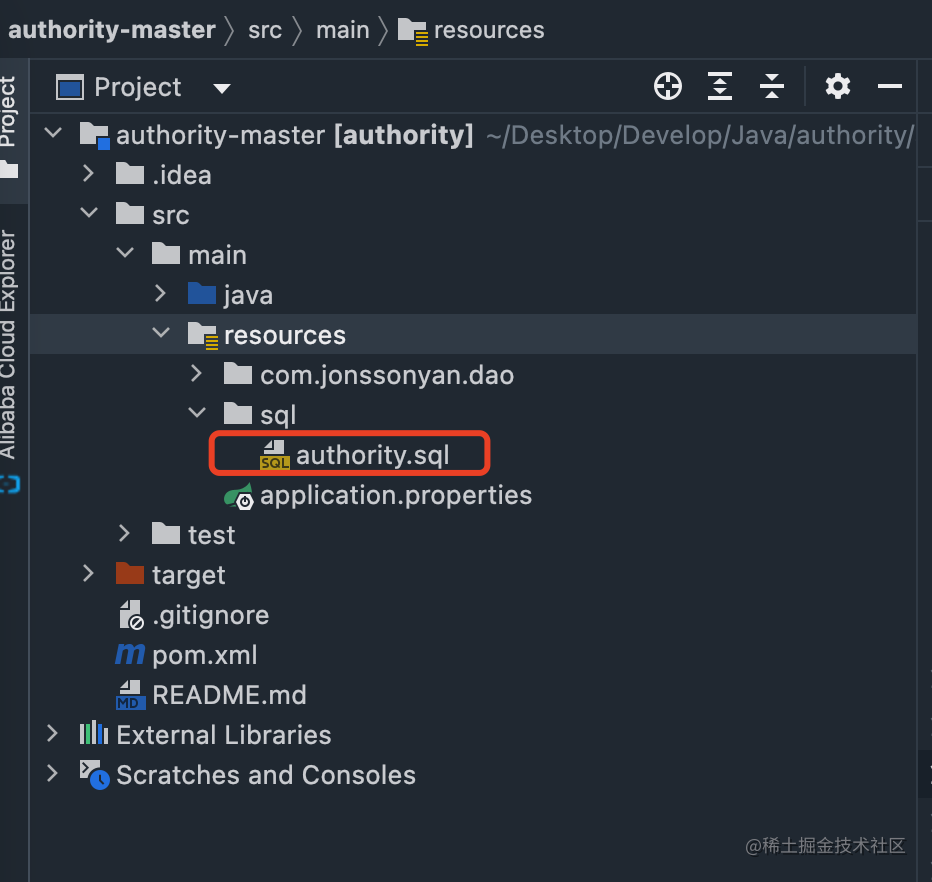 authority-master 〉 src 〉 main 〉 resources
Project
Project
Alibaba Cloud Explorer
authority-master [authority] ~/Desktop/Develop/Java/authority/
.idea
src
main
java
resources
com.jonssonyan.dao
sql
SQL authority.sql
application.properties
test
target
.gitignore
m pom.xml
MD README.md
External Libraries
Scratches and Consoles
@稀土掘金技术社区